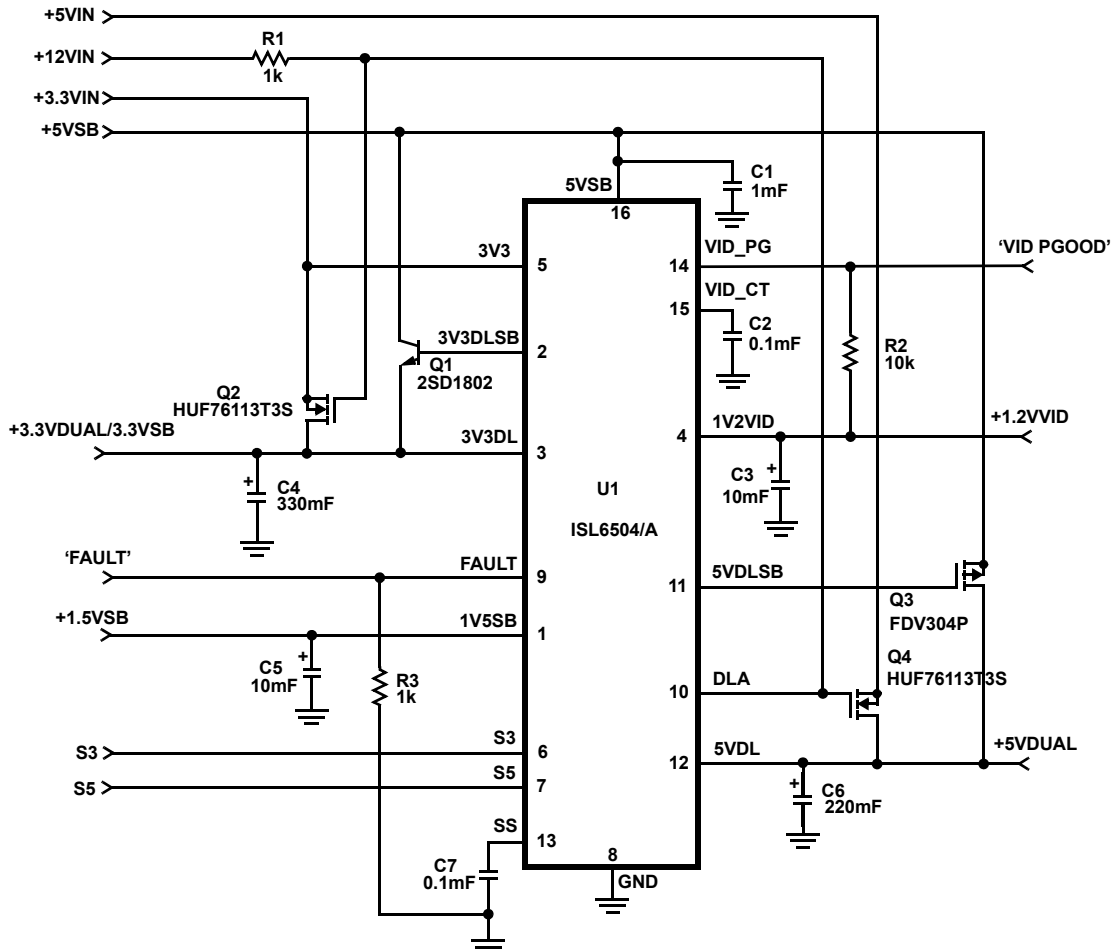 +5VIN
+12VIN
R1
1k
+3.3VIN
+5VSB
C1
1mF
5VSB
16
3V3
5
VID_PG
14
‘VID PGOOD’
VID_CT
15
C2
0.1mF
3V3DLSB
2
Q1
2SD1802
R2
10k
Q2
HUF76113T3S
+3.3VDUAL/3.3VSB
3V3DL
3
1V2VID
4
+1.2VVID
C4
330mF
C3
10mF
U1
ISL6504/A
‘FAULT’
FAULT
9
5VDLSB
11
Q3
FDV304P
+1.5VSB
1V5SB
1
C5
10mF
R3
1k
Q4
HUF76113T3S
DLA
10
S3
S3
6
5VDL
12
+5VDUAL
S5
S5
7
C6
220mF
SS
13
C7
0.1mF
8
GND